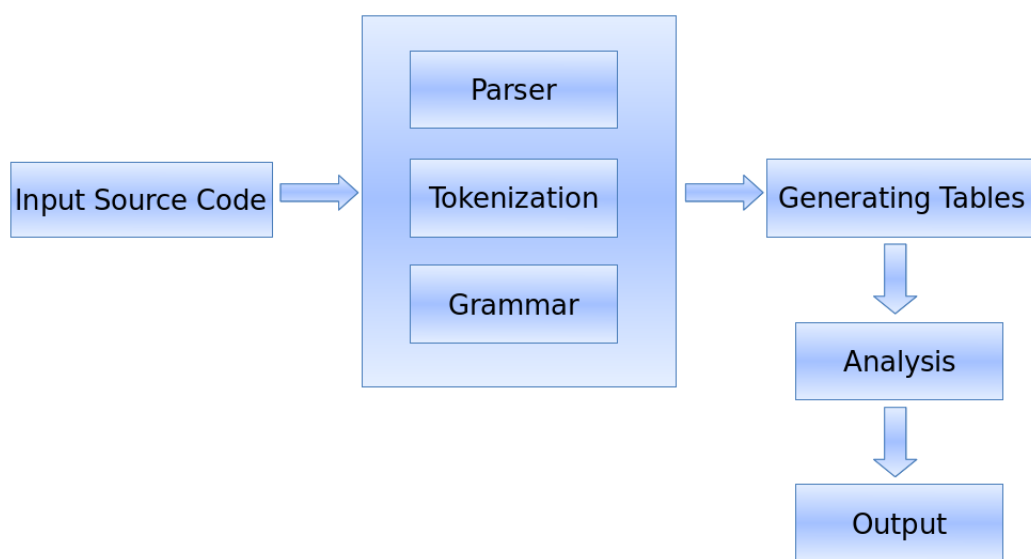 Parser
Input Source Code
Tokenization
Generating Tables
Grammar
Analysis
Output